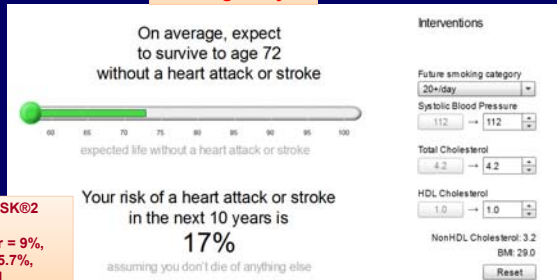 On average, expect
to survive to age 72
without a heart attack or stroke
60 65 70 75 80 85 90 95 100
expected life without a heart attack or stroke
Your risk of a heart attack or stroke
in the next 10 years is
17%
assuming you don't die of anything else
Interventions
Future smoking category
20+/day
Systolic Blood Pressure
112 → 112
Total Cholesterol
4.2 → 4.2
HDL Cholesterol
1.0 → 1.0
NonHDL Cholesterol: 3.2
BMI: 29.0
Reset
SK®2
r = 9%,
5.7%,